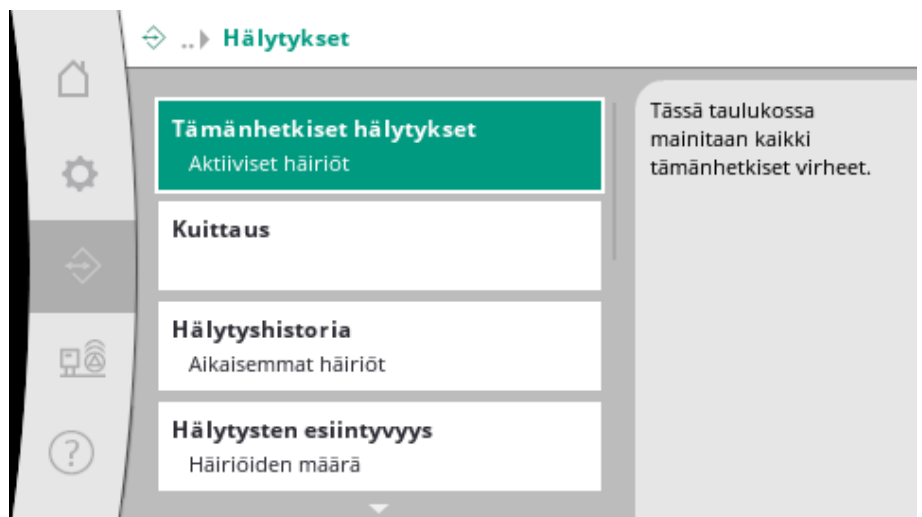 ..▸ Hälytykset
Tämänhetkiset hälytykset
Aktiiviset häiriöt
Kuittaus
Hälytyshistoria
Aikaisemmat häiriöt
Hälytysten esiintyvyys
Häiriöiden määrä
Tässä taulukossa
mainitaan kaikki
tämänhetkiset virheet.
?